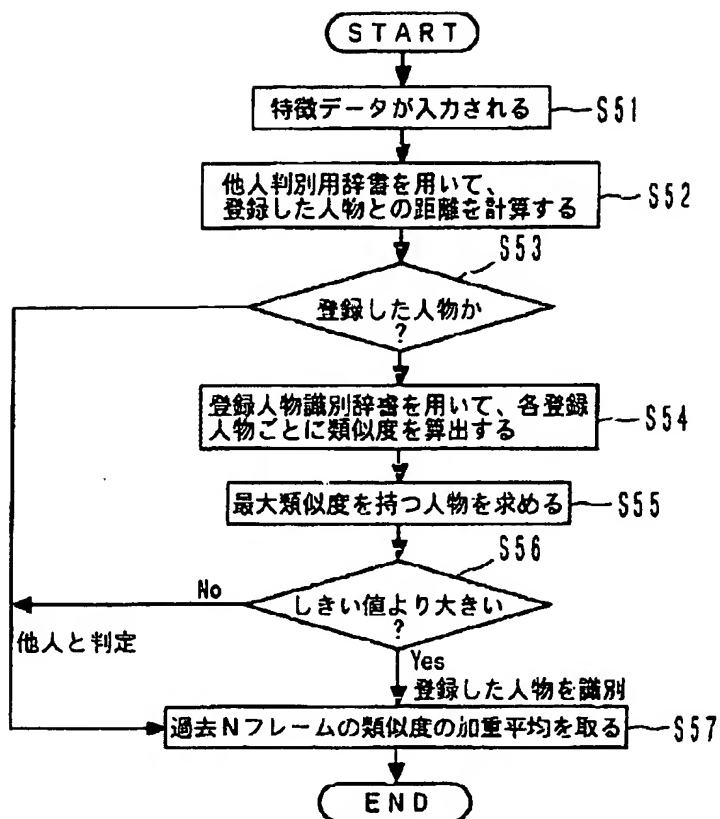 START
特徴データが入力される
S51
他人判別用辞書を用いて、
登録した人物との距離を計算する
S52
S53
登録した人物か
?
登録人物識別辞書を用いて、各登録
人物ごとに類似度を算出する
S54
最大類似度を持つ人物を求める
S55
S56
No
しきい値より大きい
?
他人と判定
Yes
登録した人物を識別
過去Nフレームの類似度の加重平均を取る
S57
END